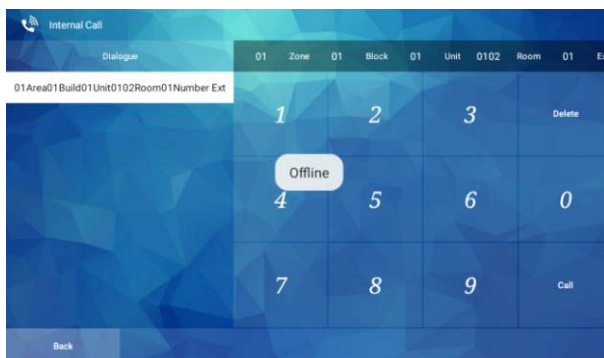 Internal Call
Dialogue
01 Zone 01 Block 01 Unit 0102 Room 01
01Area01Build01Unit0102Room01Number Ext
1 2 3 Delete
Offline
4 5 6 0
7 8 9 Call
Back